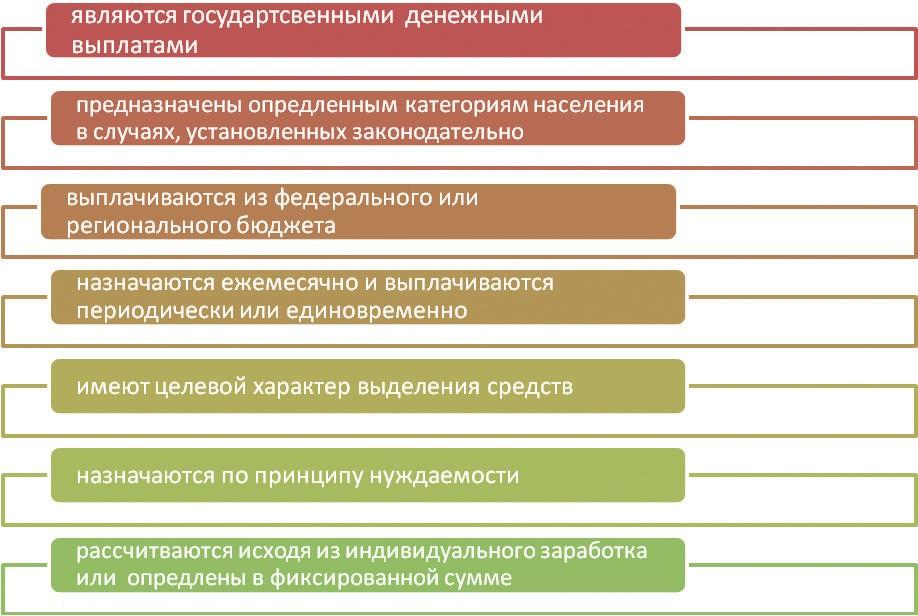 являются государтсвенными денежными
выплатами
предназначены опредленным категориям населения
в случаях, установленных законодательно
выплачиваются из федерального или
регионального бюджета
назначаются ежемесячно и выплачиваются
периодически или единовременно
имеют целевой характер выделения средств
назначаются по принципу нуждаемости
рассчитваются исходя из индивидуального заработка
или опредлены в фиксированной сумме